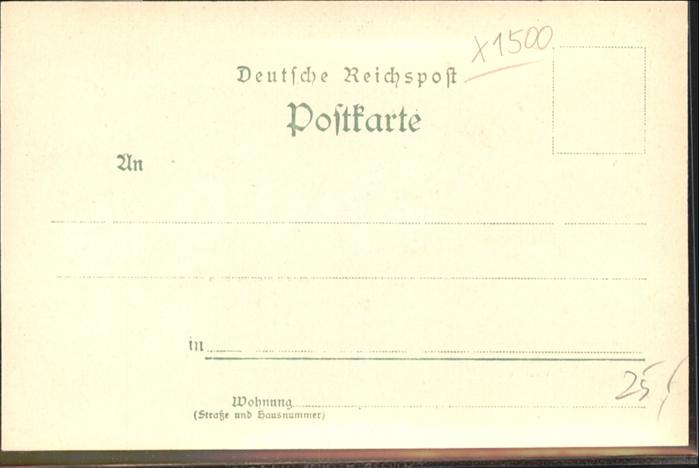 x1500
Deutſche Reichspoſt
Poſtkarte
An
in
Wohnung
(Straße und Hausnummer)
25